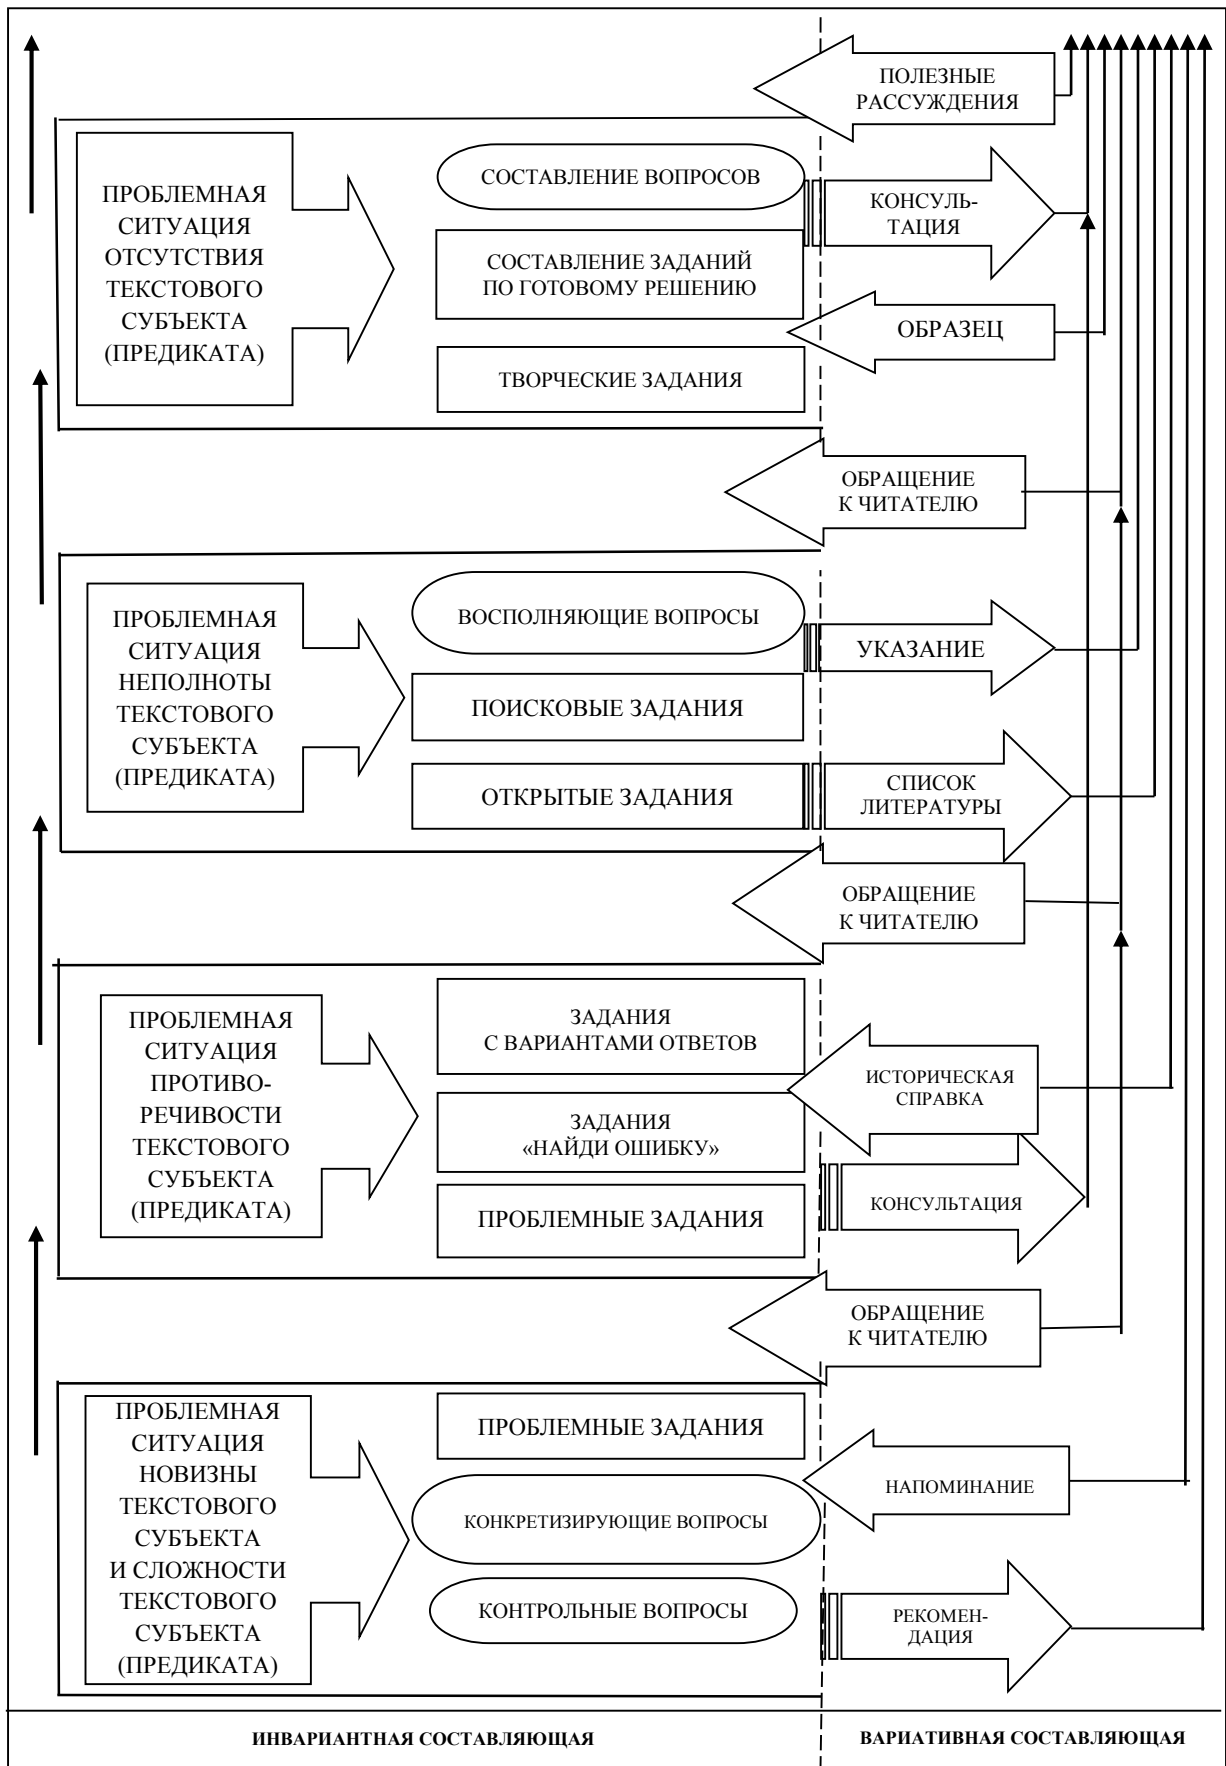 ПОЛЕЗНЫЕ
РАССУЖДЕНИЯ
ПРОБЛЕМНАЯ
СИТУАЦИЯ
ОТСУТСТВИЯ
ТЕКСТОВОГО
СУБЪЕКТА
(ПРЕДИКАТА)
СОСТАВЛЕНИЕ ВОПРОСОВ
СОСТАВЛЕНИЕ ЗАДАНИЙ
ПО ГОТОВОМУ РЕШЕНИЮ
ТВОРЧЕСКИЕ ЗАДАНИЯ
КОНСУЛЬ-
ТАЦИЯ
ОБРАЗЕЦ
ОБРАЩЕНИЕ
К ЧИТАТЕЛЮ
ПРОБЛЕМНАЯ
СИТУАЦИЯ
НЕПОЛНОТЫ
ТЕКСТОВОГО
СУБЪЕКТА
(ПРЕДИКАТА)
ВОСПОЛНЯЮЩИЕ ВОПРОСЫ
ПОИСКОВЫЕ ЗАДАНИЯ
ОТКРЫТЫЕ ЗАДАНИЯ
УКАЗАНИЕ
СПИСОК
ЛИТЕРАТУРЫ
ОБРАЩЕНИЕ
К ЧИТАТЕЛЮ
ПРОБЛЕМНАЯ
СИТУАЦИЯ
ПРОТИВО-
РЕЧИВОСТИ
ТЕКСТОВОГО
СУБЪЕКТА
(ПРЕДИКАТА)
ЗАДАНИЯ
С ВАРИАНТАМИ ОТВЕТОВ
ЗАДАНИЯ
«НАЙДИ ОШИБКУ»
ПРОБЛЕМНЫЕ ЗАДАНИЯ
ИСТОРИЧЕСКАЯ
СПРАВКА
КОНСУЛЬТАЦИЯ
ОБРАЩЕНИЕ
К ЧИТАТЕЛЮ
ПРОБЛЕМНАЯ
СИТУАЦИЯ
НОВИЗНЫ
ТЕКСТОВОГО
СУБЪЕКТА
И СЛОЖНОСТИ
ТЕКСТОВОГО
СУБЪЕКТА
(ПРЕДИКАТА)
ПРОБЛЕМНЫЕ ЗАДАНИЯ
КОНКРЕТИЗИРУЮЩИЕ ВОПРОСЫ
КОНТРОЛЬНЫЕ ВОПРОСЫ
НАПОМИНАНИЕ
РЕКОМЕН-
ДАЦИЯ
ИНВАРИАНТНАЯ СОСТАВЛЯЮЩАЯ
ВАРИАТИВНАЯ СОСТАВЛЯЮЩАЯ